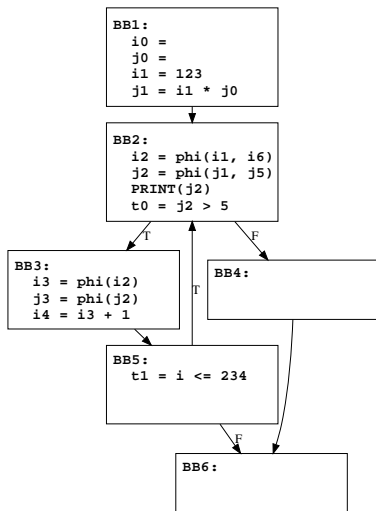 BB1:
i0 =
j0 =
i1 = 123
j1 = i1 * j0
BB2:
i2 = phi(i1, i6)
j2 = phi(j1, j5)
PRINT(j2)
t0 = j2 > 5
T
F
BB3:
i3 = phi(i2)
j3 = phi(j2)
i4 = i3 + 1
T
BB4:
BB5:
t1 = i <= 234
F
BB6: